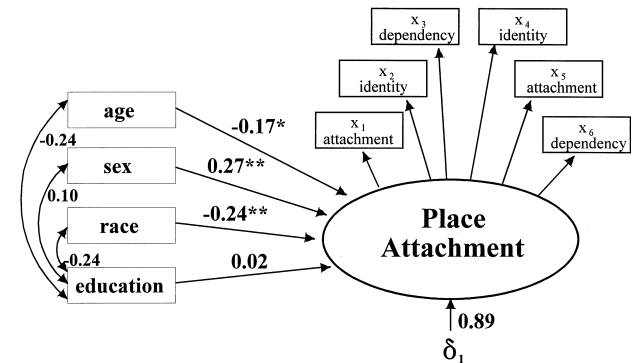 x3
dependency
x4
identity
x2
identity
x5
attachment
x1
attachment
x6
dependency
age
-0.17*
-0.24
sex
0.27**
0.10
race
-0.24**
-0.24
education
0.02
Place
Attachment
0.89
δ1